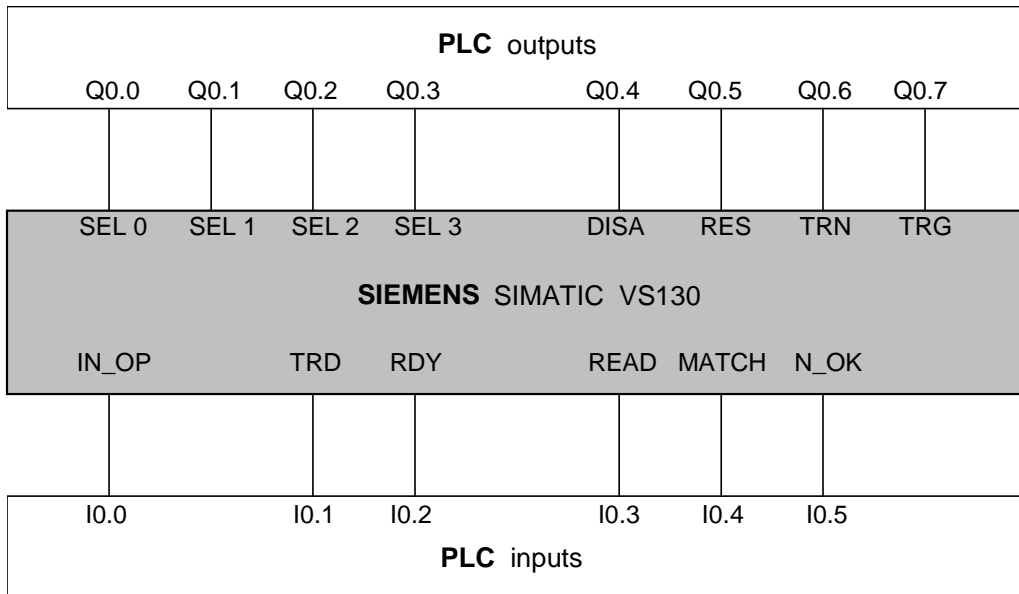 PLC outputs
Q0.0 Q0.1 Q0.2 Q0.3 Q0.4 Q0.5 Q0.6 Q0.7
SEL 0 SEL 1 SEL 2 SEL 3 DISA RES TRN TRG
SIEMENS SIMATIC VS130
IN_OP TRD RDY READ MATCH N_OK
I0.0 I0.1 I0.2 I0.3 I0.4 I0.5
PLC inputs